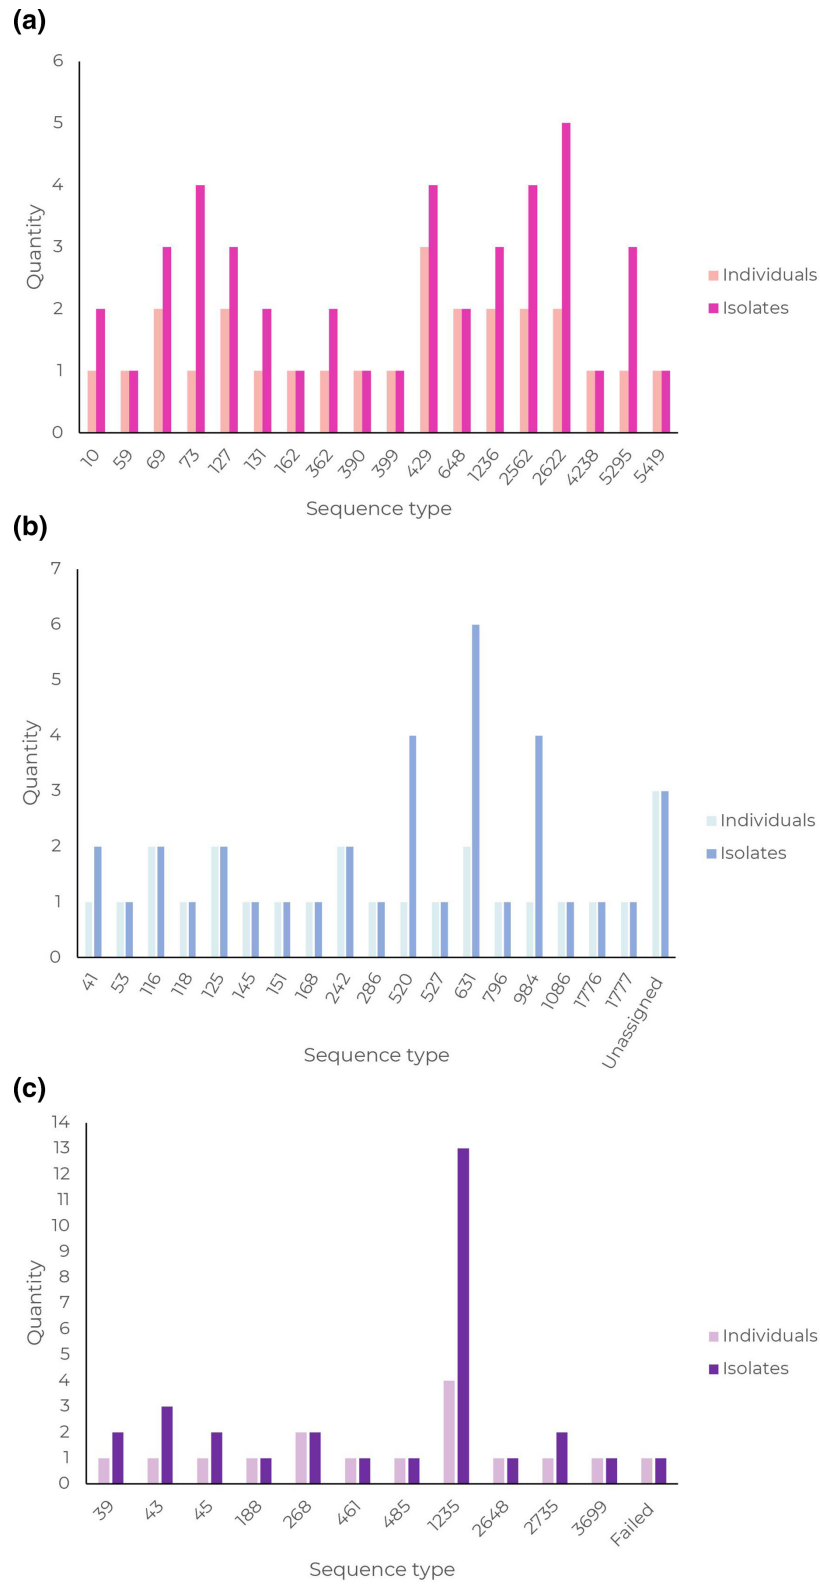 (a)
6
5
4
3
2
1
0
Quantity
10 59 69 73 127 131 162 362 390 399 429 648 1236 2562 2622 4238 5295 5419
Sequence type
Individuals
Isolates
(b)
7
6
5
4
3
2
1
0
Quantity
41 53 116 118 125 145 151 168 242 286 520 527 631 796 984 1086 1776 1777 Unassigned
Sequence type
Individuals
Isolates
(c)
14
13
12
11
10
9
8
7
6
5
4
3
2
1
0
Quantity
39 43 45 188 268 461 485 1235 2648 2735 3699 Failed
Sequence type
Individuals
Isolates